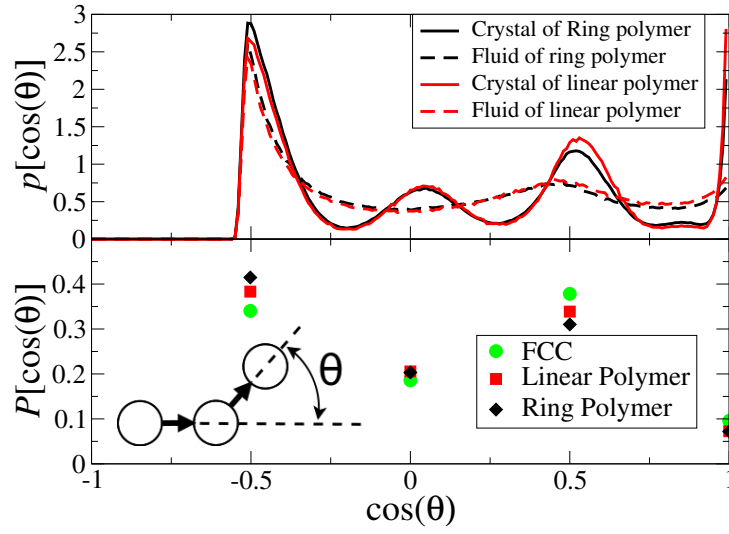 3
2.5
2
1.5
1
0.5
0
p[cos(θ)]
Crystal of Ring polymer
Fluid of ring polymer
Crystal of linear polymer
Fluid of linear polymer
0.4
0.3
0.2
0.1
0
P[cos(θ)]
θ
FCC
Linear Polymer
Ring Polymer
-1
-0.5
0
0.5
1
cos(θ)